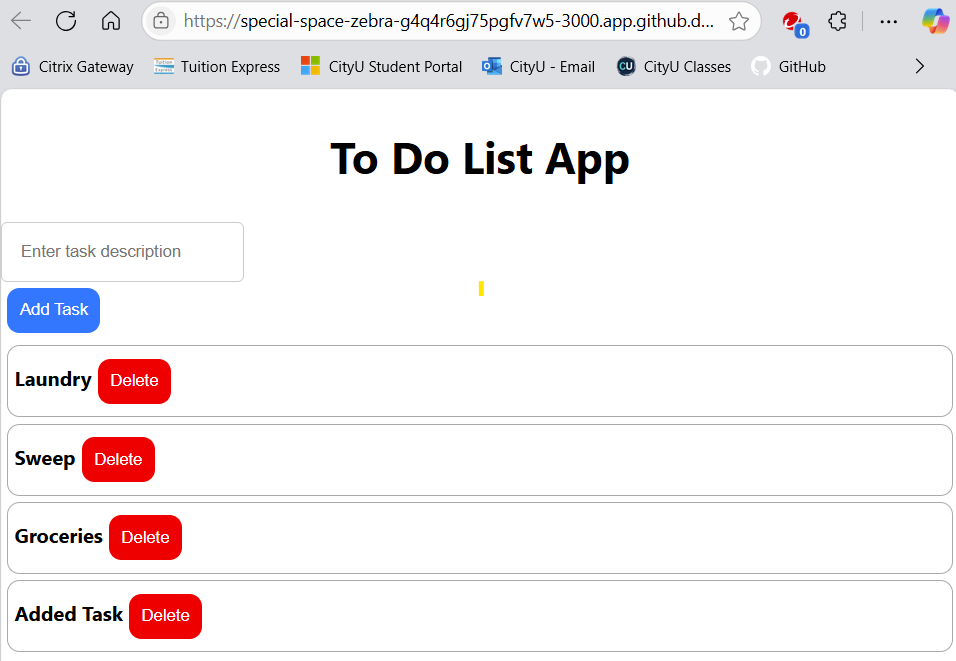 https://special-space-zebra-g4q4r6gj75pgfv7w5-3000.app.github.d...
0
Citrix Gateway Tuition Express CityU Student Portal CityU - Email CU CityU Classes GitHub
To Do List App
Enter task description
Add Task
Laundry Delete
Sweep Delete
Groceries Delete
Added Task Delete